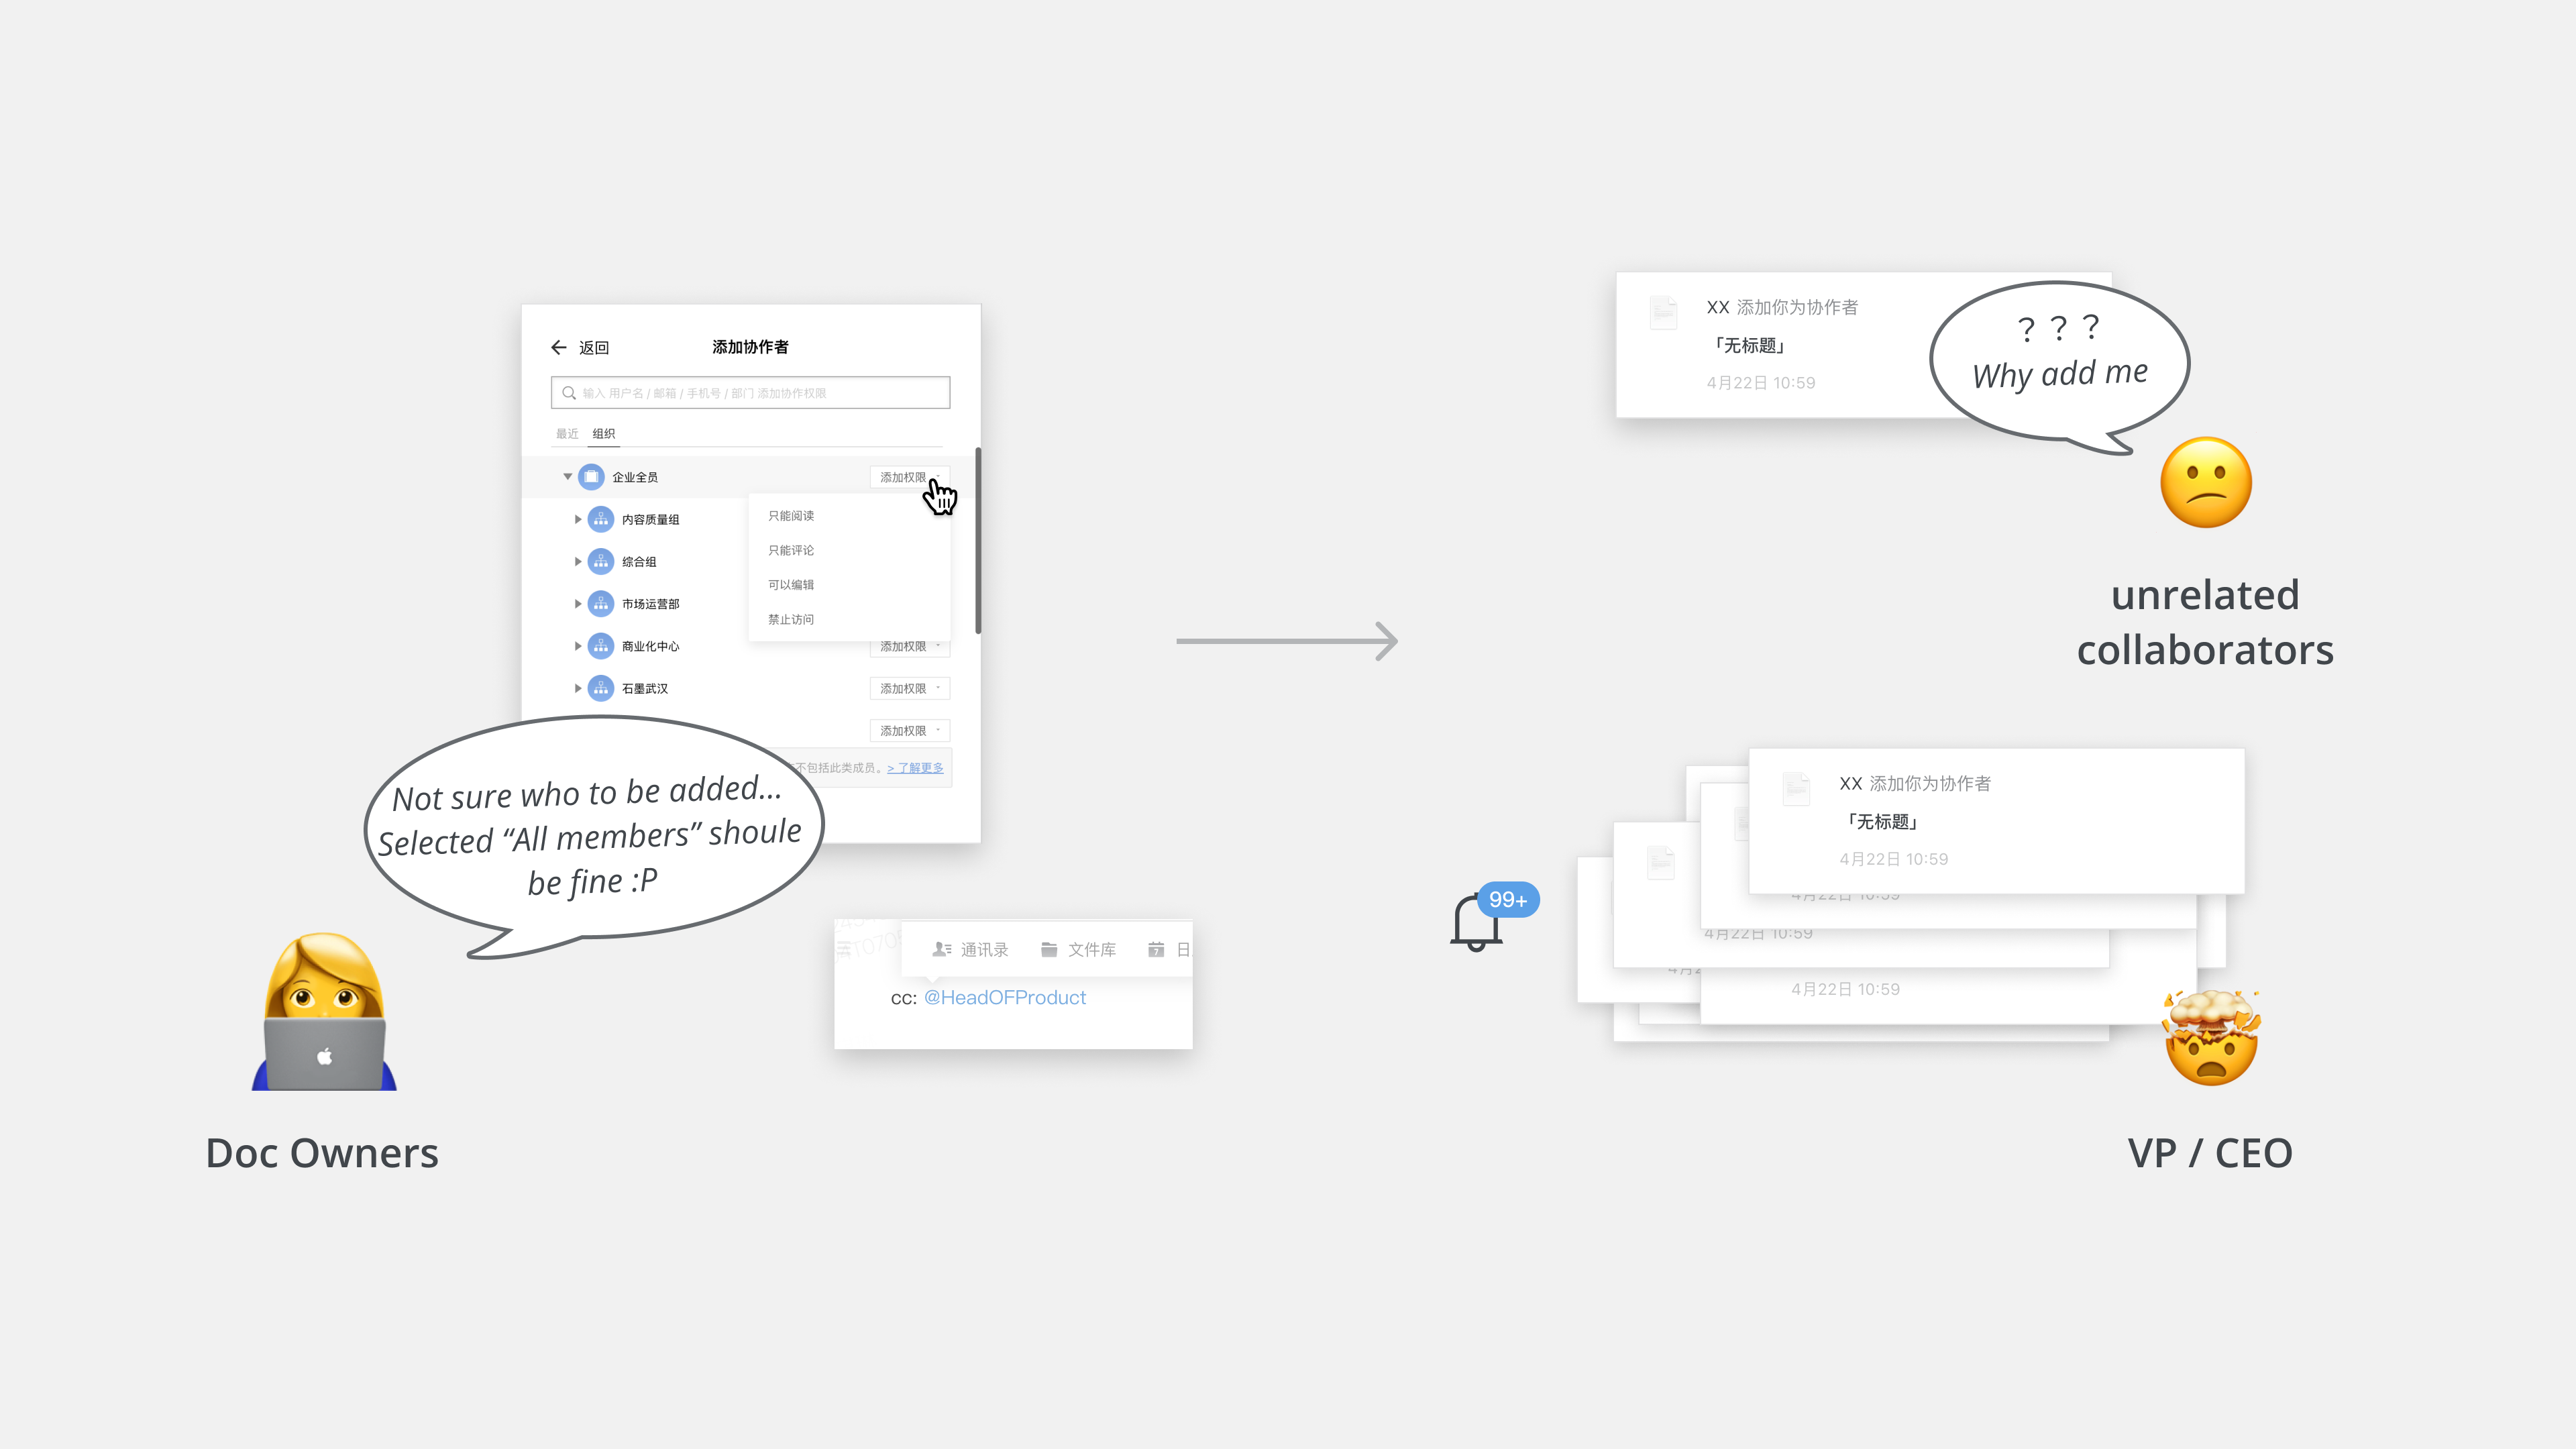 返回
添加协作者
输入 用户名 / 邮箱 / 手机号 / 部门 添加协作权限
最近 组织
企业全员 添加权限
只能阅读
内容质量组
只能评论
综合组
可以编辑
市场运营部
禁止访问
商业化中心 添加权限
石墨武汉 添加权限
添加权限
不包括此类成员。 > 了解更多
Not sure who to be added...
Selected “All members” shoule
be fine :P
Doc Owners
通讯录 文件库 7 日
cc: @HeadOFProduct
XX 添加你为协作者
「无标题」
4月22日 10:59
? ? ?
Why add me
unrelated
collaborators
99+
XX 添加你为协作者
「无标题」
4月22日 10:59
4月22日 10:59
4月22日 10:59
4月2
4月22日 10:59
VP / CEO